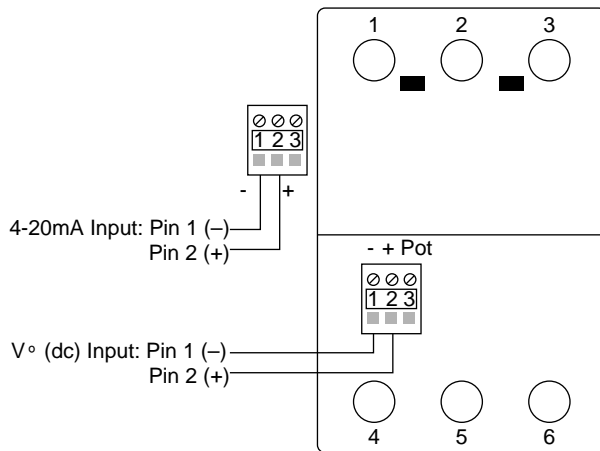 1 2 3
1 2 3
- +
4-20mA Input: Pin 1 (–)
Pin 2 (+)
- + Pot
1 2 3
V° (dc) Input: Pin 1 (–)
Pin 2 (+)
4 5 6